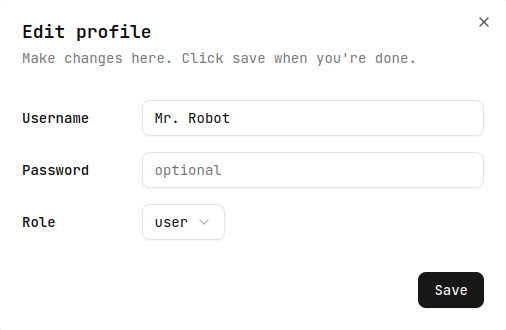 Edit profile
Make changes here. Click save when you're done.
Username
Mr. Robot
Password
optional
Role
user
Save